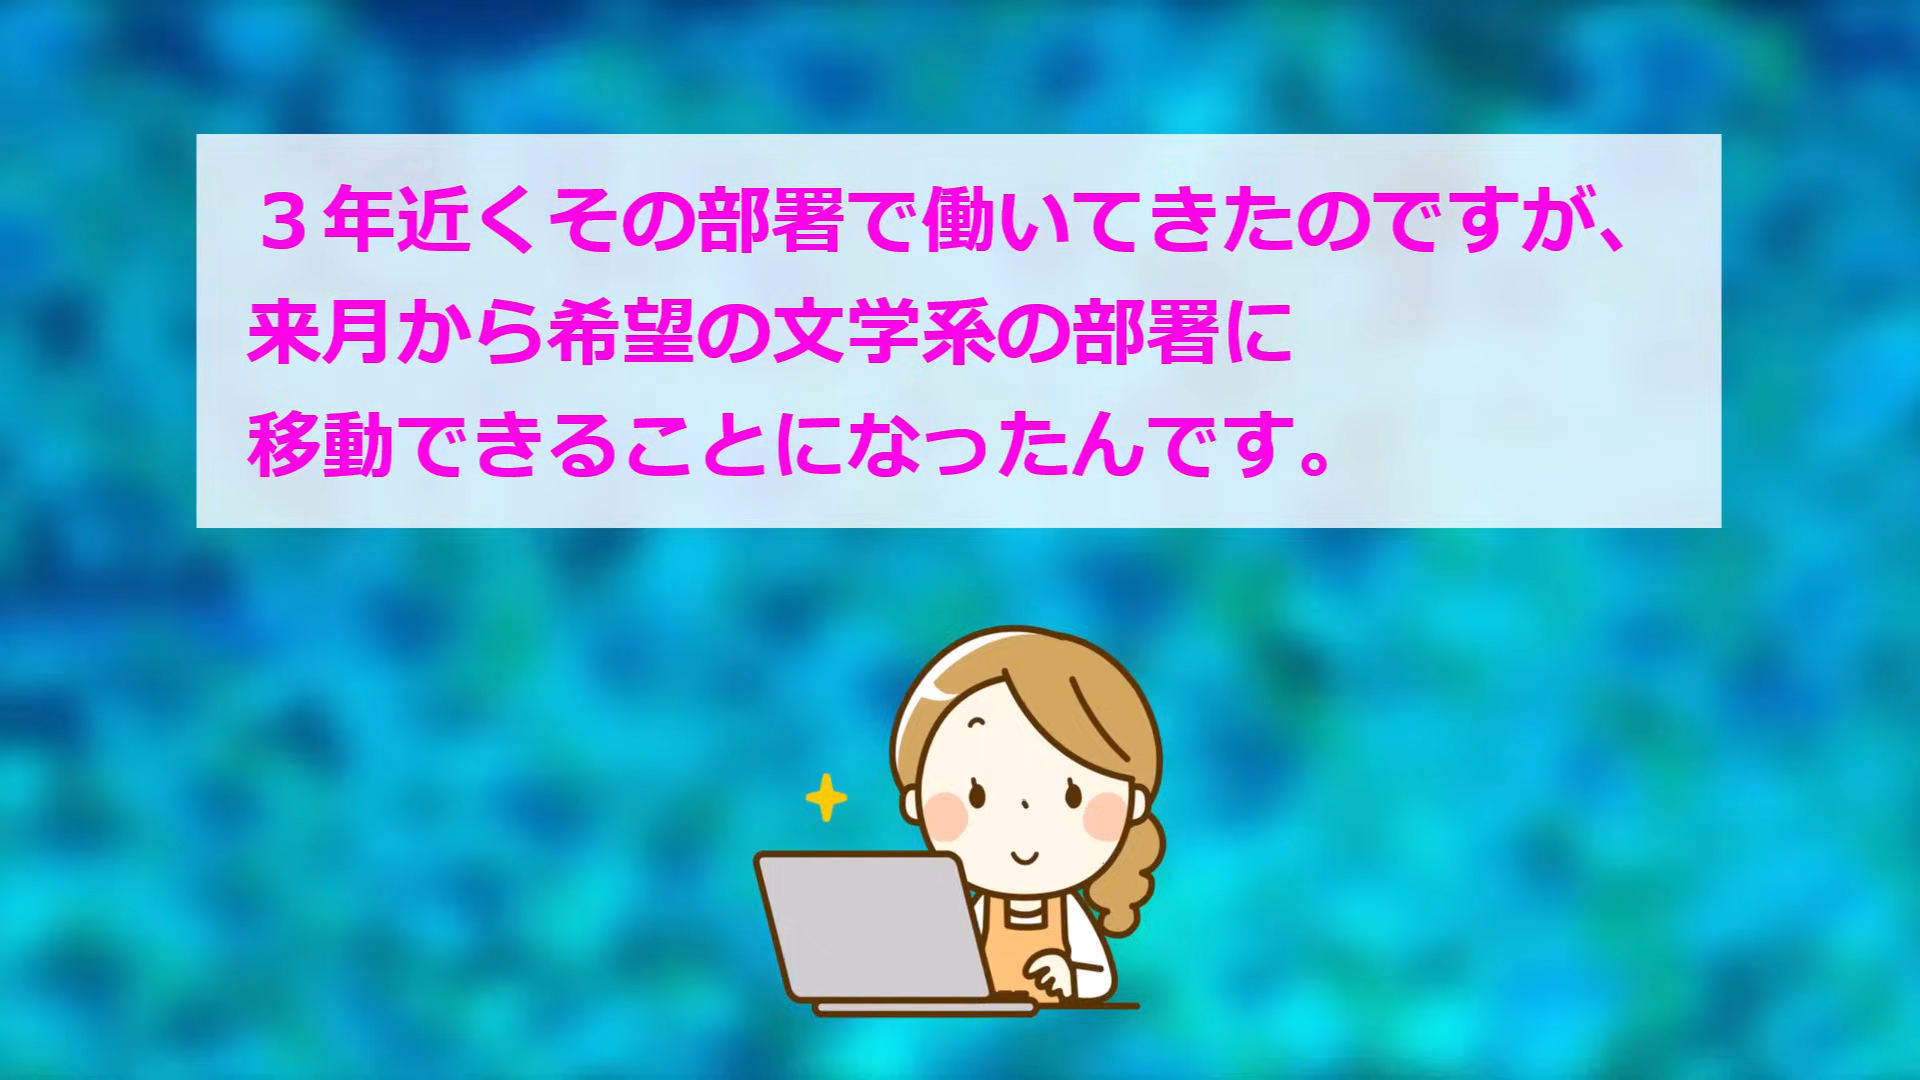 ３年近くその部署で働いてきたのですが、
来月から希望の文学系の部署に
移動できることになったんです。